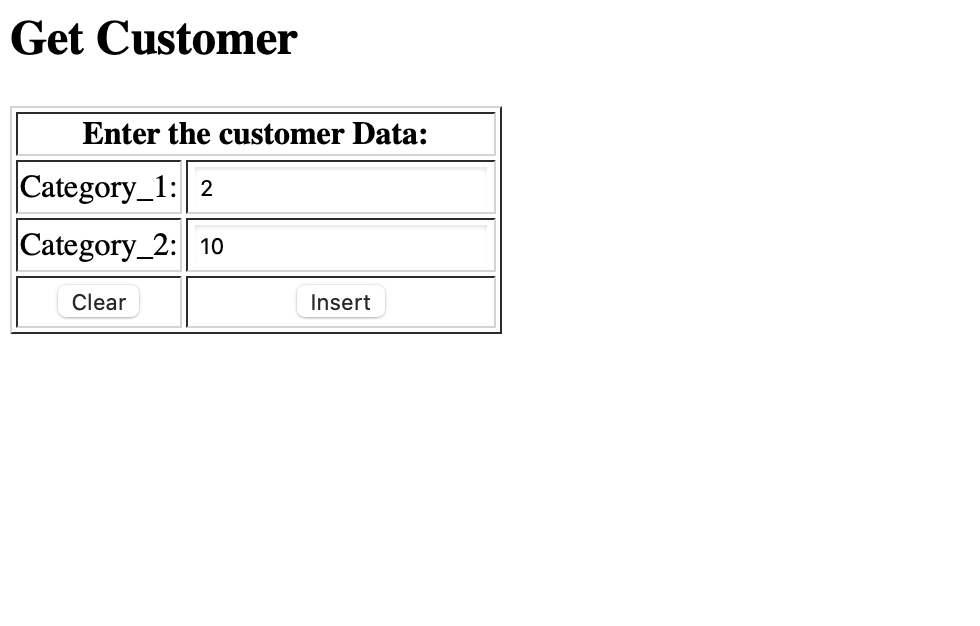 Get Customer
Enter the customer Data:
Category_1: 2
Category_2: 10
Clear Insert